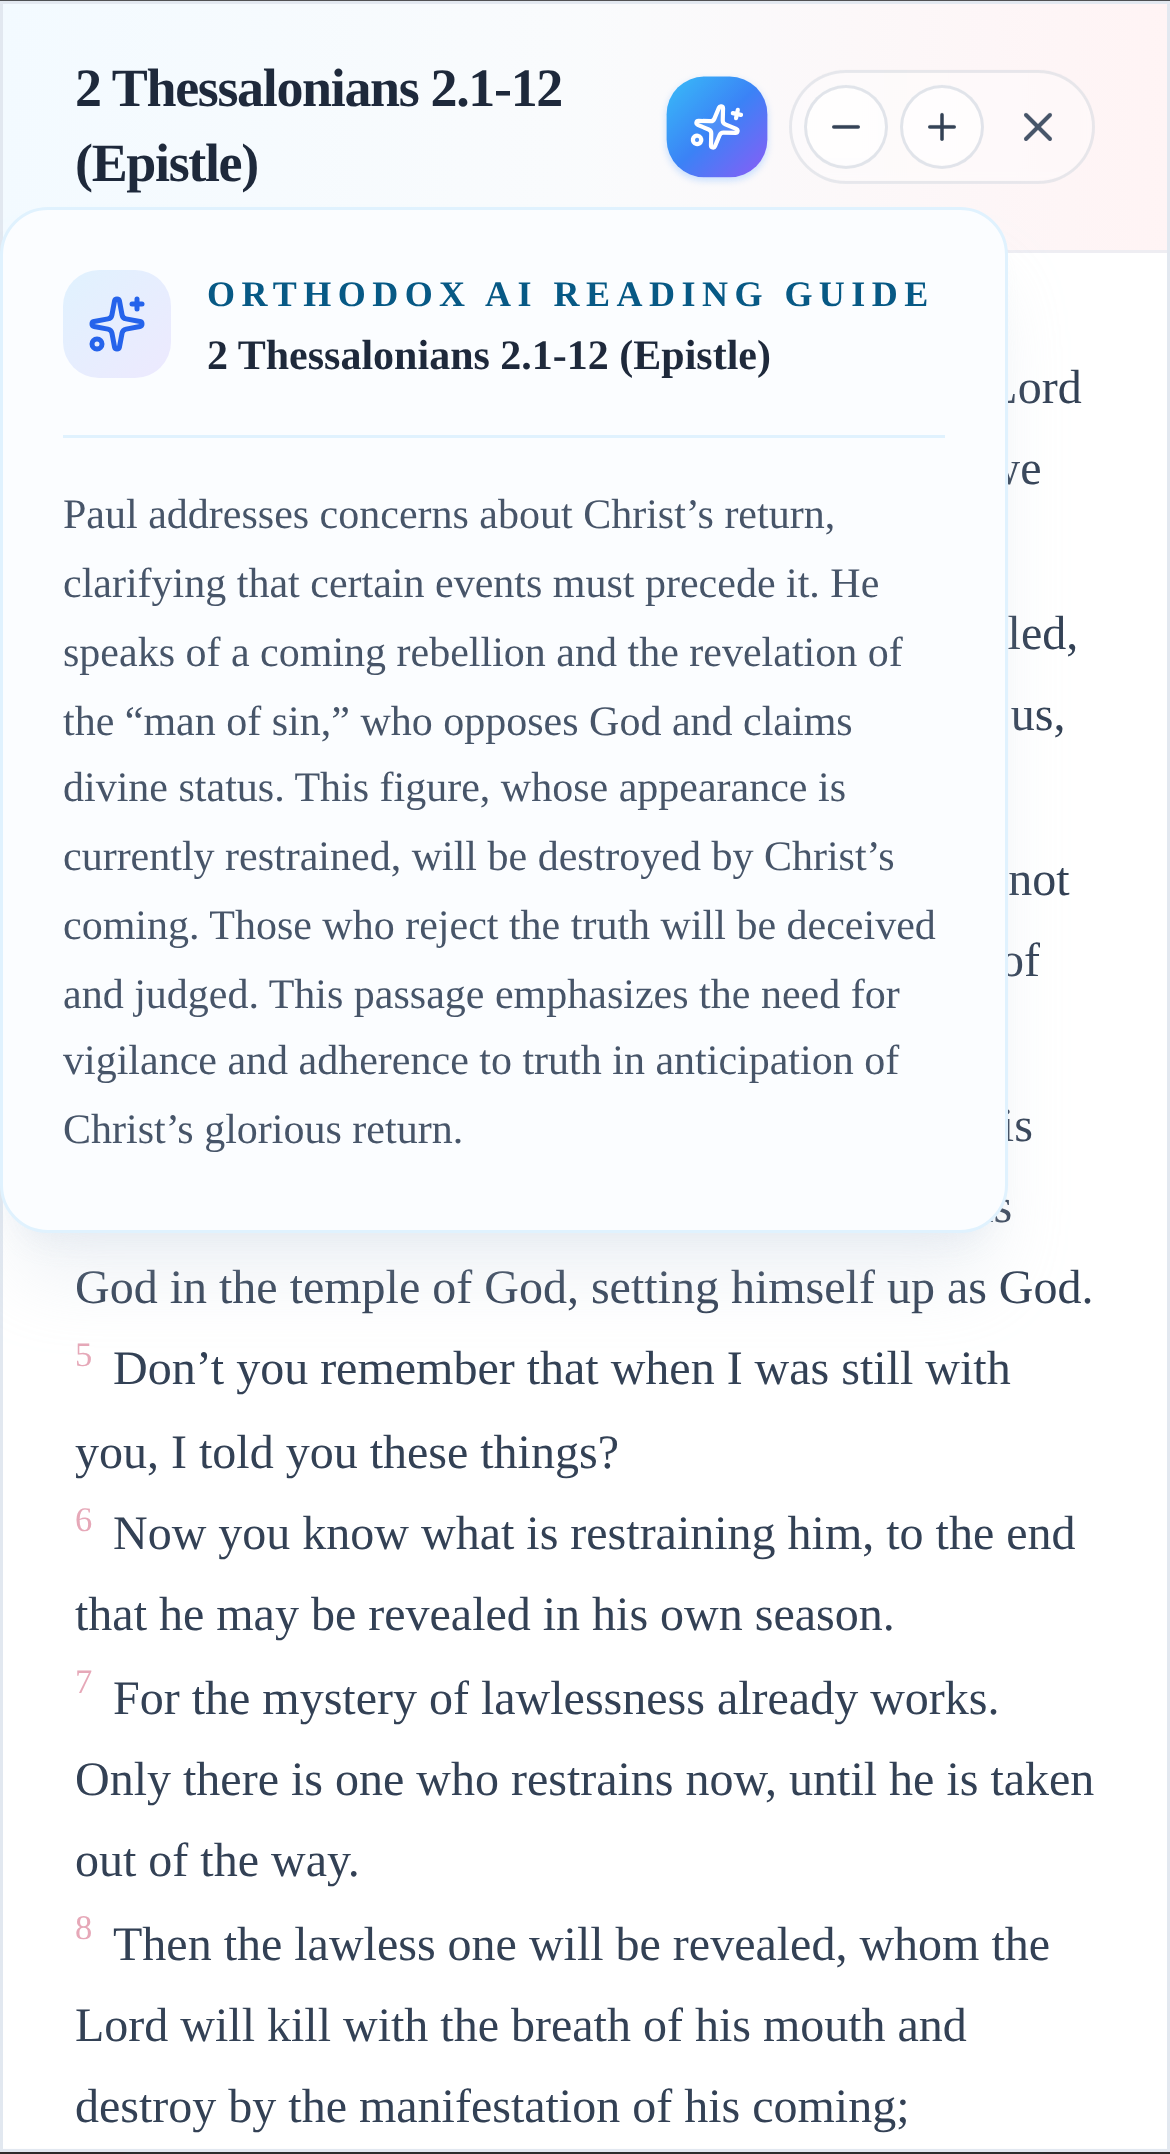 2 Thessalonians 2.1-12
(Epistle)
ORTHODOX AI READING GUIDE
2 Thessalonians 2.1-12 (Epistle)
Paul addresses concerns about Christ’s return,
clarifying that certain events must precede it. He
speaks of a coming rebellion and the revelation of
the “man of sin,” who opposes God and claims
divine status. This figure, whose appearance is
currently restrained, will be destroyed by Christ’s
coming. Those who reject the truth will be deceived
and judged. This passage emphasizes the need for
vigilance and adherence to truth in anticipation of
Christ’s glorious return.
Lord
we
led,
us,
not
of
is
God in the temple of God, setting himself up as God.
5 Don’t you remember that when I was still with
you, I told you these things?
6 Now you know what is restraining him, to the end
that he may be revealed in his own season.
7 For the mystery of lawlessness already works.
Only there is one who restrains now, until he is taken
out of the way.
8 Then the lawless one will be revealed, whom the
Lord will kill with the breath of his mouth and
destroy by the manifestation of his coming;